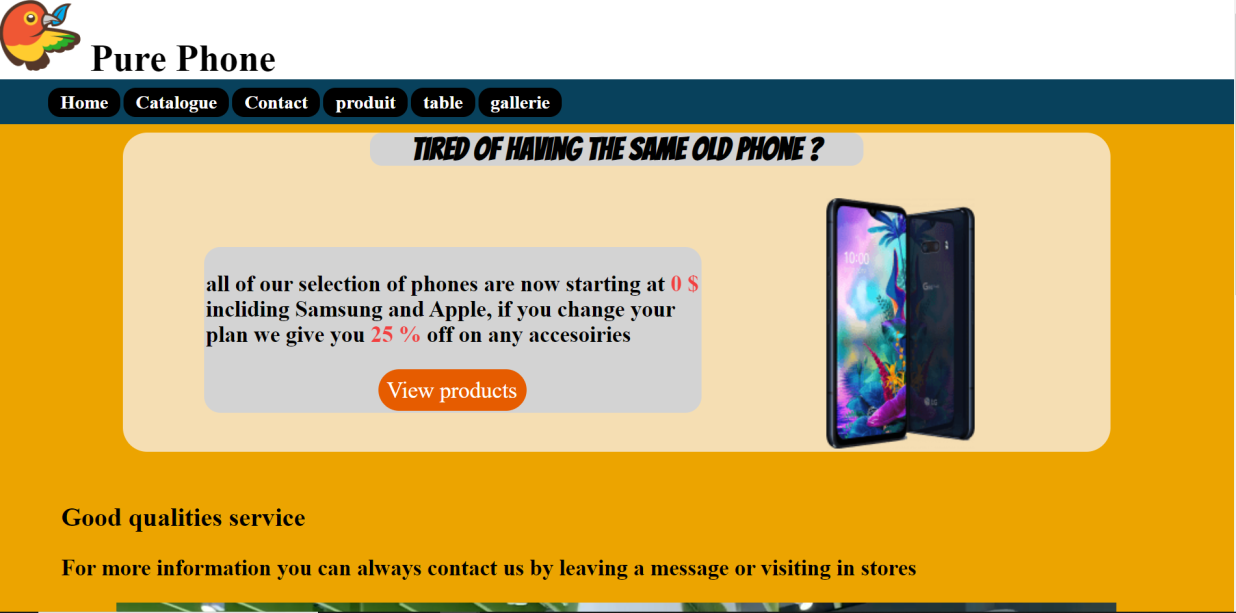 Pure Phone
Home Catalogue Contact produit table gallerie
TIRED OF HAVING THE SAME OLD PHONE ?
all of our selection of phones are now starting at 0 $
incliding Samsung and Apple, if you change your
plan we give you 25 % off on any accesoiries
View products
10:00
LG
Good qualities service
For more information you can always contact us by leaving a message or visiting in stores